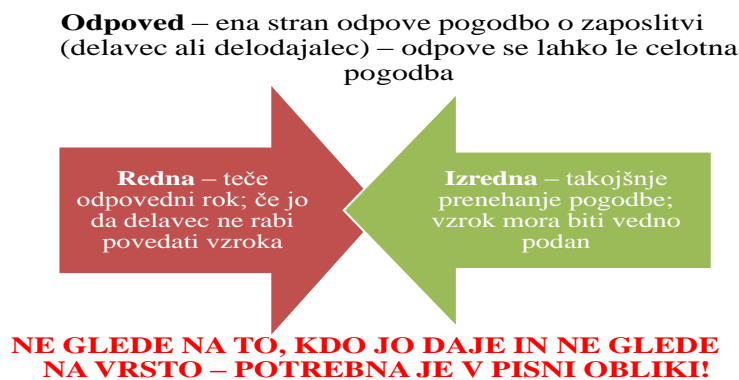 Odpoved – ena stran odpove pogodbo o zaposlitvi
(delavec ali delodajalec) – odpove se lahko le celotna
pogodba
Redna – teče
odpovedni rok; če jo
da delavec ne rabi
povedati vzroka
Izredna – takojšnje
prenehanje pogodbe;
vzrok mora biti vedno
podan
NE GLEDE NA TO, KDO JO DAJE IN NE GLEDE
NA VRSTO – POTREBNA JE V PISNI OBLIKI!